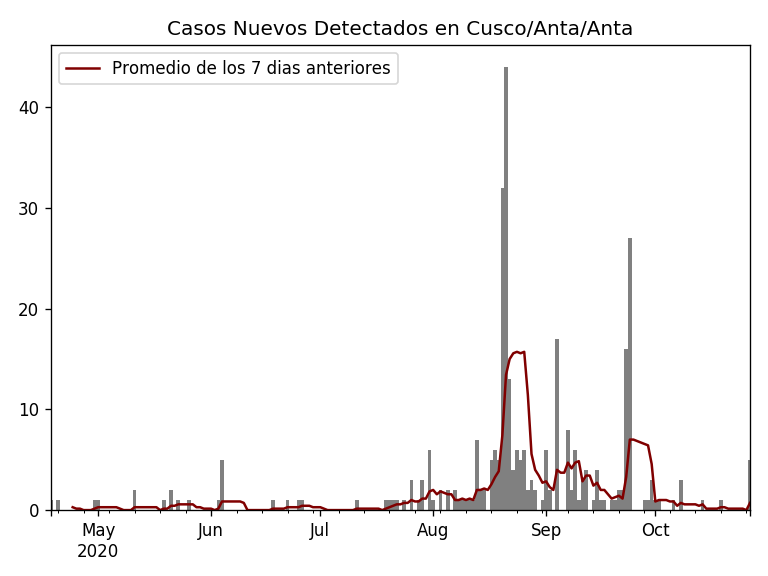 Casos Nuevos Detectados en Cusco/Anta/Anta
Promedio de los 7 dias anteriores
40
30
20
10
0
May Jun Jul Aug Sep Oct
2020